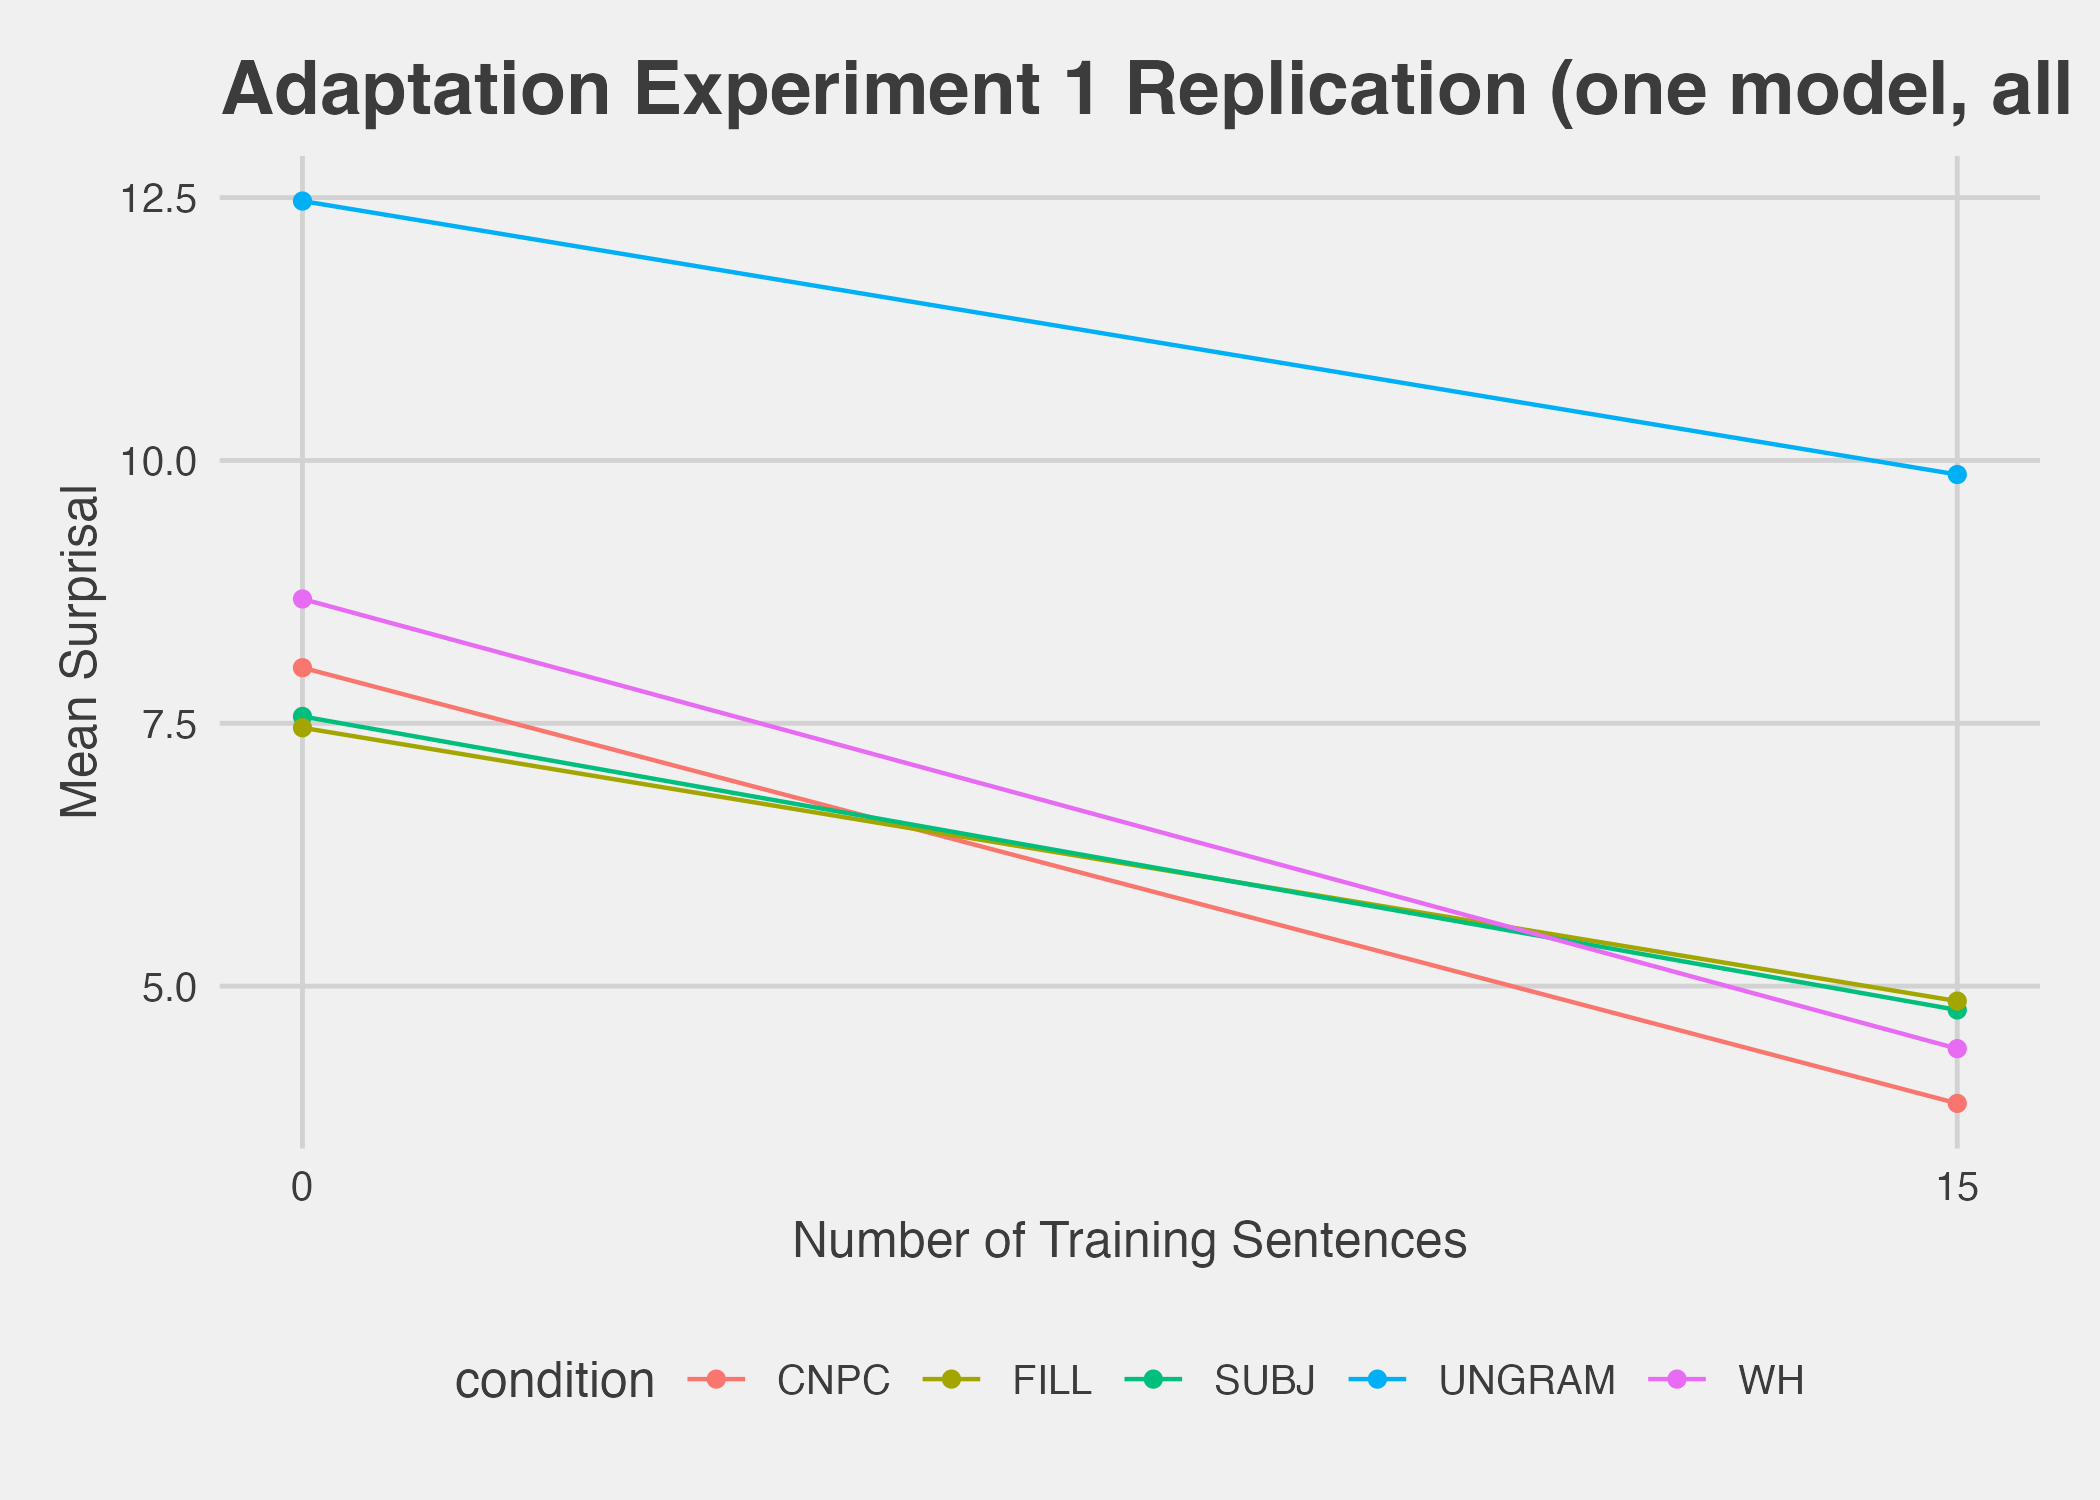 Adaptation Experiment 1 Replication (one model, all
12.5
10.0
7.5
5.0
Mean Surprisal
0
15
Number of Training Sentences
condition CNPC FILL SUBJ UNGRAM WH